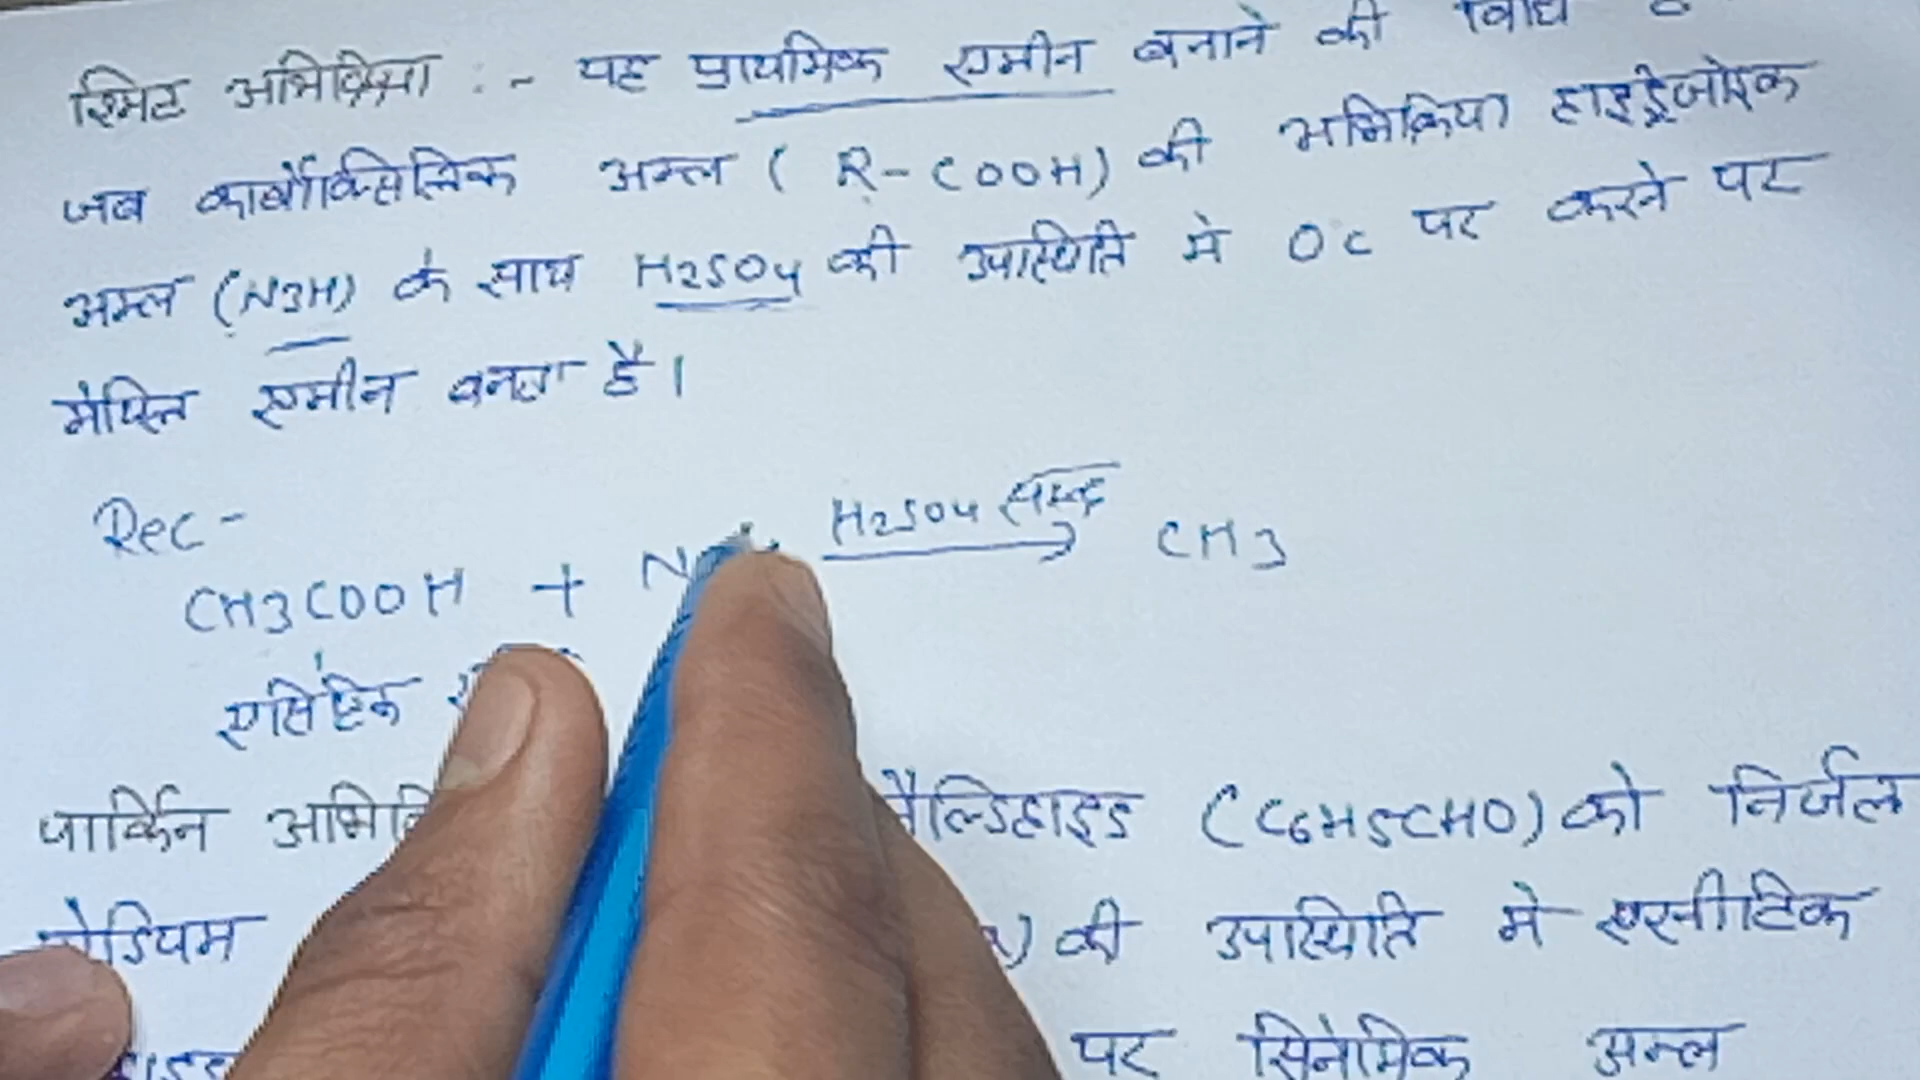 श्मिट अभिक्रिया :- यह प्राथमिक एमीन बनाने की विधि
जब कार्बोक्सिलिक अम्ल ( R-COOH) की अभिक्रिया हाइड्रेजोइक
अम्ल (N3H) के साथ H2SO4 की उपस्थिति मे 0°C पर करने पर
मेथिल एमीन बनता है।
Rec-
CH3COOH + N H2SO4 सान्द्र CH3
एसिटिक
पार्किन अभि ल्डिहाइड (C6H5CHO) को निर्जल
सोडियम की उपस्थिति मे एसीटिक
पर सिनेमिक अम्ल